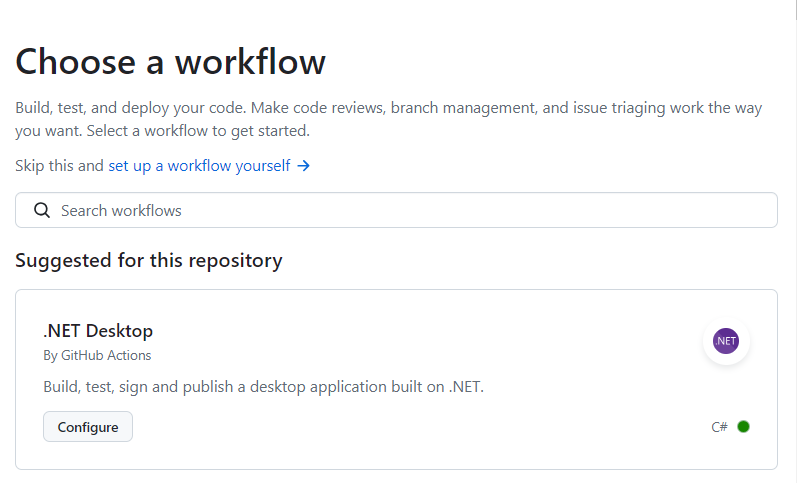 Choose a workflow
Build, test, and deploy your code. Make code reviews, branch management, and issue triaging work the way
you want. Select a workflow to get started.
Skip this and set up a workflow yourself →
Search workflows
Suggested for this repository
.NET Desktop
By GitHub Actions
.NET
Build, test, sign and publish a desktop application built on .NET.
Configure
C#